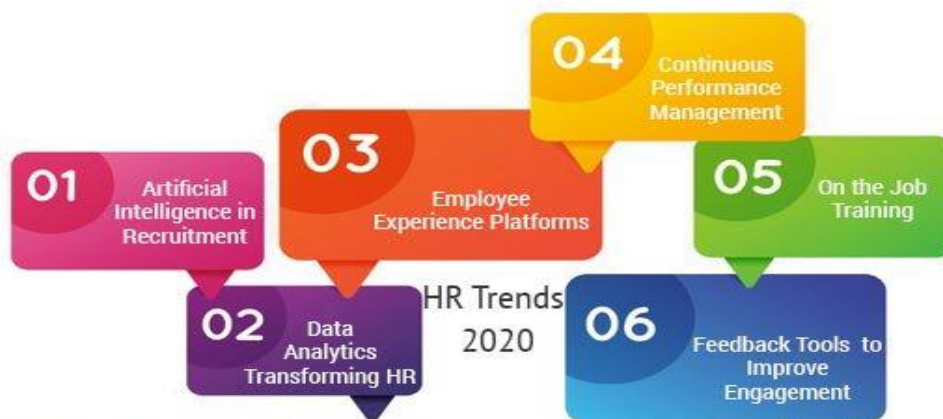 01
Artificial
Intelligence in
Recruitment
02
Data
Analytics
Transforming HR
03
Employee
Experience Platforms
04
Continuous
Performance
Management
05
On the Job
Training
06
Feedback Tools to
Improve
Engagement
HR Trends
2020